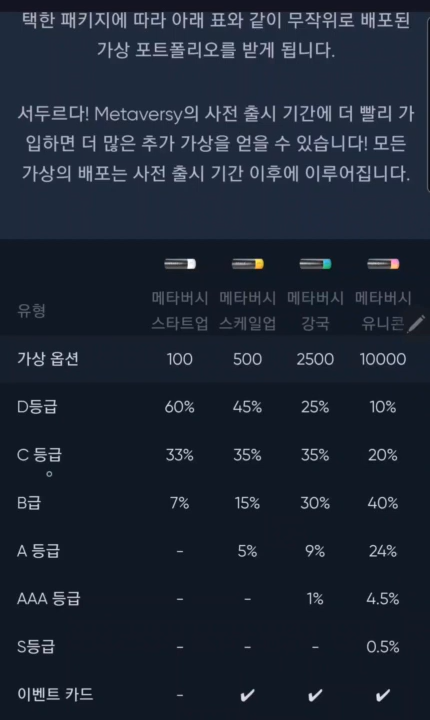 택한 패키지에 따라 아래 표와 같이 무작위로 배포된
가상 포트폴리오를 받게 됩니다.
서두르다! Metaversy의 사전 출시 기간에 더 빨리 가
입하면 더 많은 추가 가상을 얻을 수 있습니다! 모든
가상의 배포는 사전 출시 기간 이후에 이루어집니다.
유형 메타버시 스타트업 메타버시 스케일업 메타버시 강국 메타버시 유니콘
가상 옵션 100 500 2500 10000
D등급 60% 45% 25% 10%
C 등급 33% 35% 35% 20%
B급 7% 15% 30% 40%
A 등급 - 5% 9% 24%
AAA 등급 - - 1% 4.5%
S등급 - - - 0.5%
이벤트 카드 - ✔ ✔ ✔